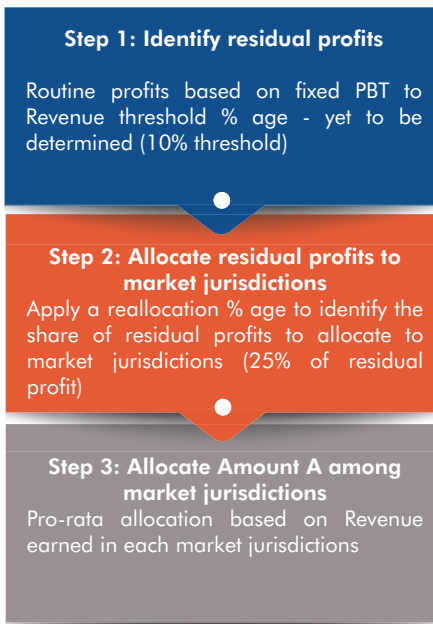 Step 1: Identify residual profits
Routine profits based on fixed PBT to
Revenue threshold % age - yet to be
determined (10% threshold)
Step 2: Allocate residual profits to
market jurisdictions
Apply a reallocation % age to identify the
share of residual profits to allocate to
market jurisdictions (25% of residual
profit)
Step 3: Allocate Amount A among
market jurisdictions
Pro-rata allocation based on Revenue
earned in each market jurisdictions